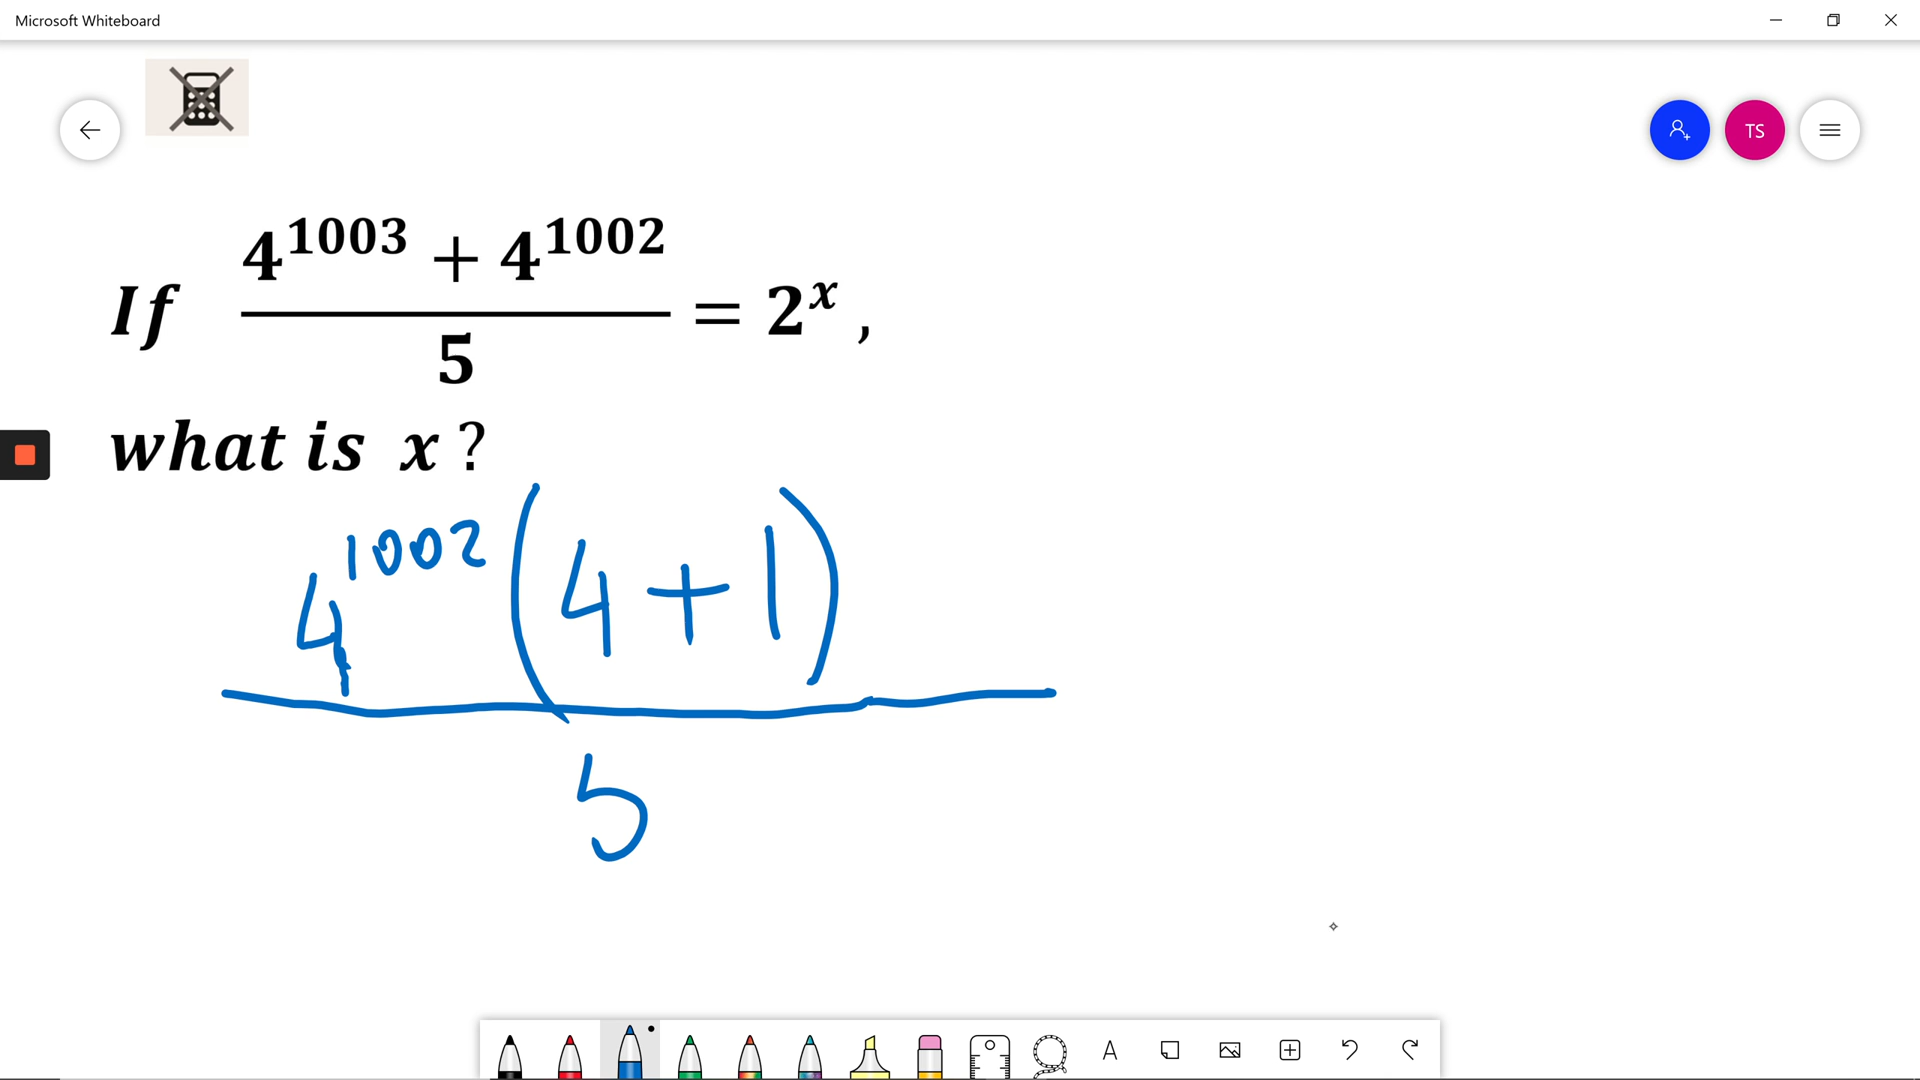 Microsoft Whiteboard
TS
If (4^1003 + 4^1002)/5 = 2^x ,
what is x ?
4^1002 (4 + 1)
5
A